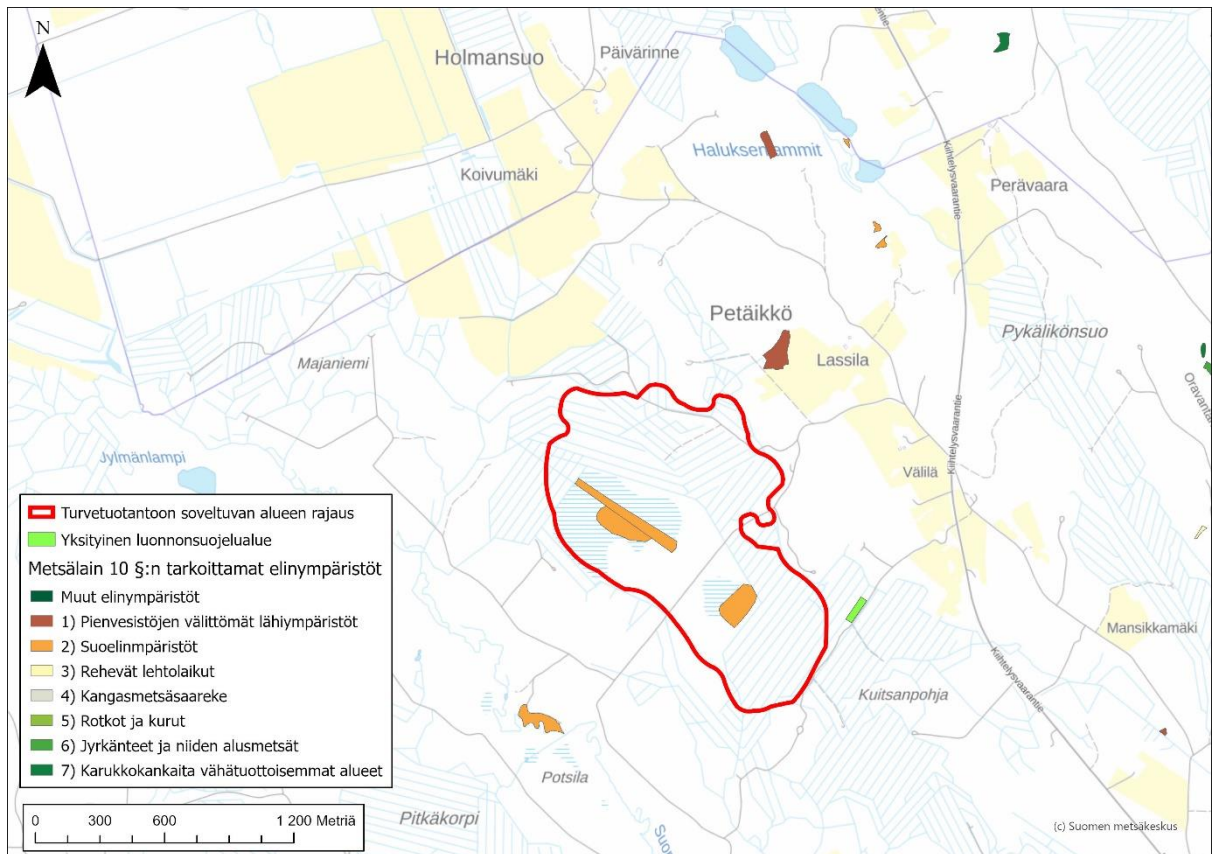 N
Holmansuo
Päivärinne
Kiihtelysvaarantie
Haluksenlammit
Koivumäki
Perävaara
Petäikkö
Pykälikönsuo
Lassila
Majaniemi
Oravantar
Jylmänlampi
Välilä
Kiihtelysvaarantie
Turvetuotantoon soveltuvan alueen rajaus
Yksityinen luonnonsuojelualue
Metsälain 10 §:n tarkoittamat elinympäristöt
Muut elinympäristöt
1) Pienvesistöjen välittömät lähiympäristöt
2) Suoelinmpäristöt
3) Rehevät lehtolaikut
4) Kangasmetsäsaareke
5) Rotkot ja kurut
6) Jyrkänteet ja niiden alusmetsät
7) Karukkokankaita vähätuottoisemmat alueet
Mansikkamäki
Kuitsanpohja
Kiihtelysvaarantie
Potsila
Pitkäkorpi
0 300 600 1 200 Metriä
(c) Suomen metsäkeskus